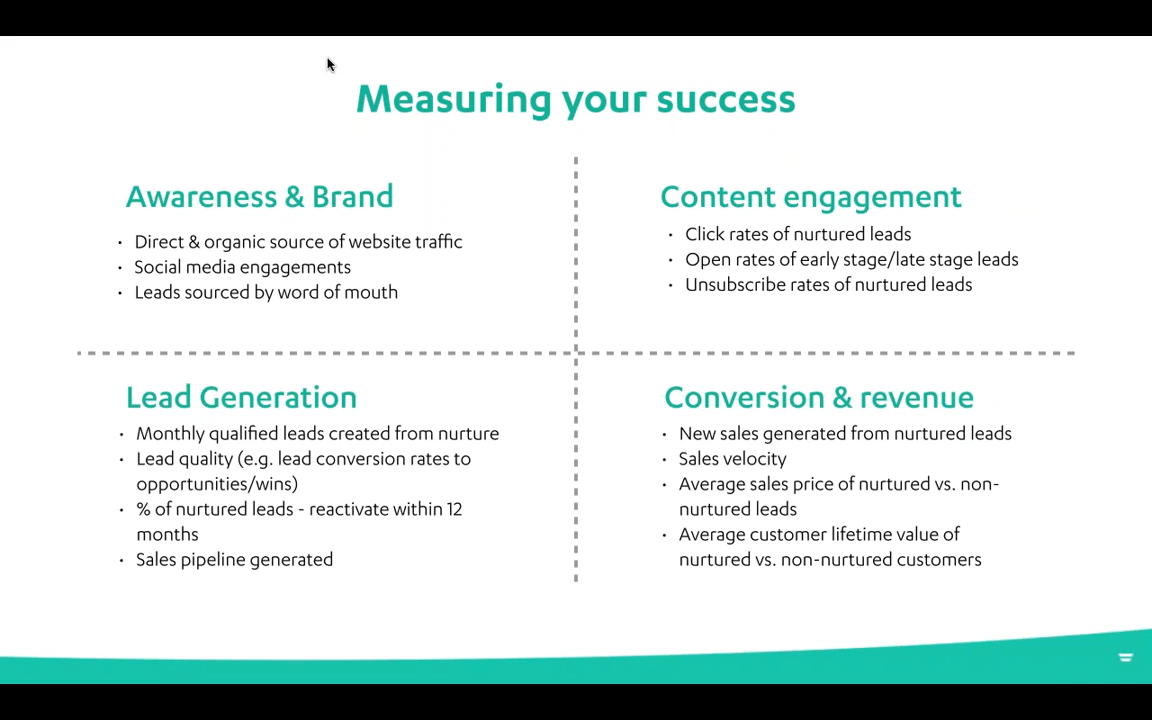 Measuring your success
Awareness & Brand
• Direct & organic source of website traffic
• Social media engagements
• Leads sourced by word of mouth
Content engagement
• Click rates of nurtured leads
• Open rates of early stage/late stage leads
• Unsubscribe rates of nurtured leads
Lead Generation
• Monthly qualified leads created from nurture
• Lead quality (e.g. lead conversion rates to
opportunities/wins)
• % of nurtured leads - reactivate within 12
months
• Sales pipeline generated
Conversion & revenue
• New sales generated from nurtured leads
• Sales velocity
• Average sales price of nurtured vs. non-
nurtured leads
• Average customer lifetime value of
nurtured vs. non-nurtured customers